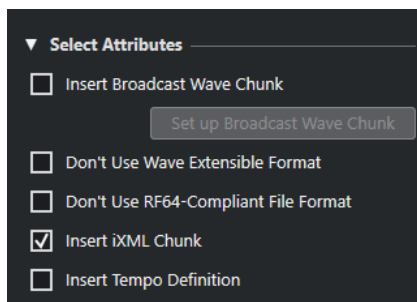 Select Attributes
Insert Broadcast Wave Chunk
Set up Broadcast Wave Chunk
Don't Use Wave Extensible Format
Don't Use RF64-Compliant File Format
Insert iXML Chunk
Insert Tempo Definition